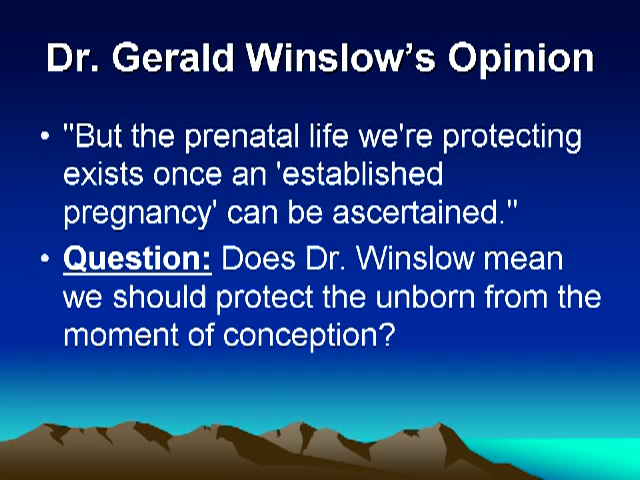 Dr. Gerald Winslow's Opinion
• "But the prenatal life we're protecting
exists once an 'established
pregnancy' can be ascertained."
• Question: Does Dr. Winslow mean
we should protect the unborn from the
moment of conception?